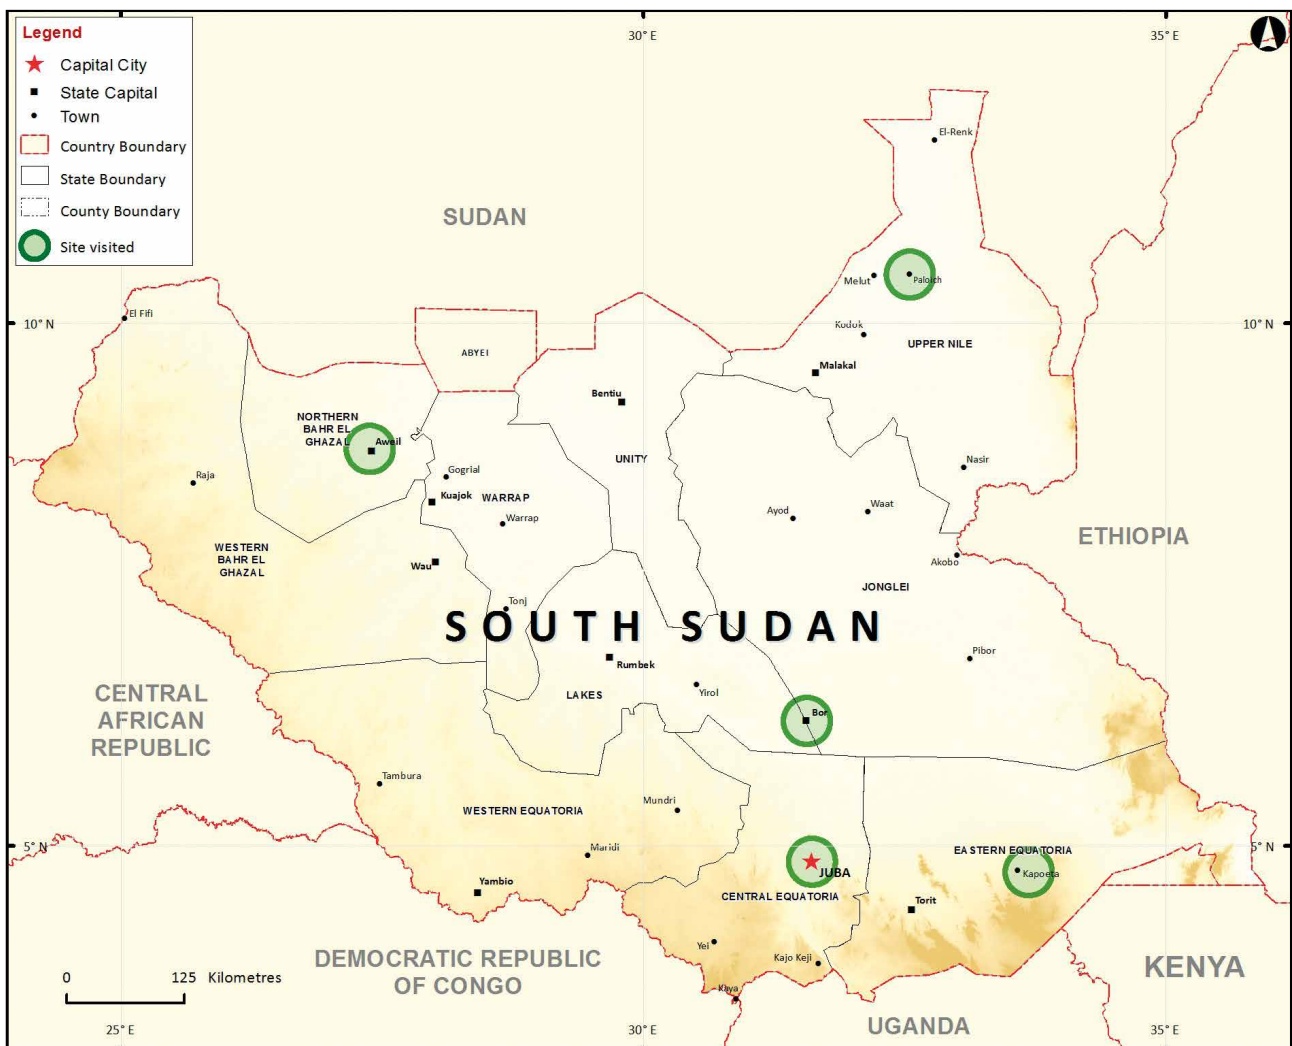 Legend
Capital City
State Capital
Town
Country Boundary
State Boundary
County Boundary
Site visited
30° E
35° E
El-Renk
SUDAN
Melut
Paloich
El Fifi
10° N
10° N
Kodok
UPPER NILE
ABYEI
Malakal
Bentiu
NORTHERN
BAHR EL
GHAZAL
Aweil
UNITY
Nasir
Gogrial
Raja
Kuajok
WARRAP
Warrap
Ayod
Waat
ETHIOPIA
WESTERN
BAHR EL
GHAZAL
Wau
Akobo
JONGLEI
Tonj
SOUTH SUDAN
Pibor
Rumbek
LAKES
Yirol
CENTRAL
AFRICAN
REPUBLIC
Bor
Tambura
Mundri
WESTERN EQUATORIA
5° N
5° N
Maridi
EASTERN EQUATORIA
JUBA
Kapoeta
Yambio
CENTRAL EQUATORIA
Torit
Yei
Kajo Keji
DEMOCRATIC REPUBLIC
OF CONGO
KENYA
0 125 Kilometres
Kaya
UGANDA
25° E
30° E
35° E